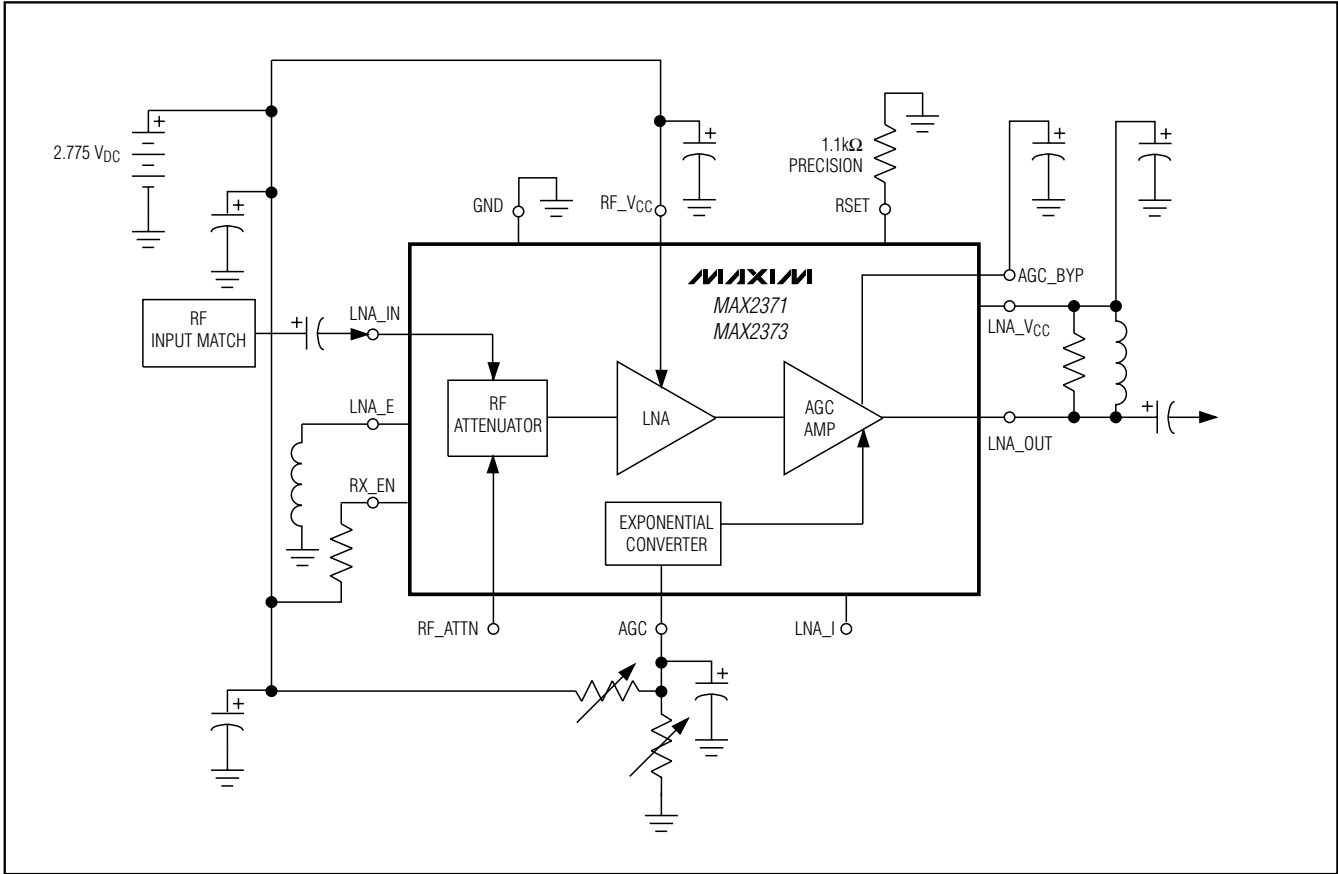 2.775 VDC
1.1kΩ
PRECISION
GND
RF_VCC
RSET
MAXIM
MAX2371
MAX2373
AGC_BYP
LNA_VCC
RF
INPUT MATCH
LNA_IN
LNA_E
RX_EN
RF
ATTENUATOR
LNA
AGC
AMP
LNA_OUT
EXPONENTIAL
CONVERTER
RF_ATTN
AGC
LNA_I
+
+
+
+
+
+
+
+
+